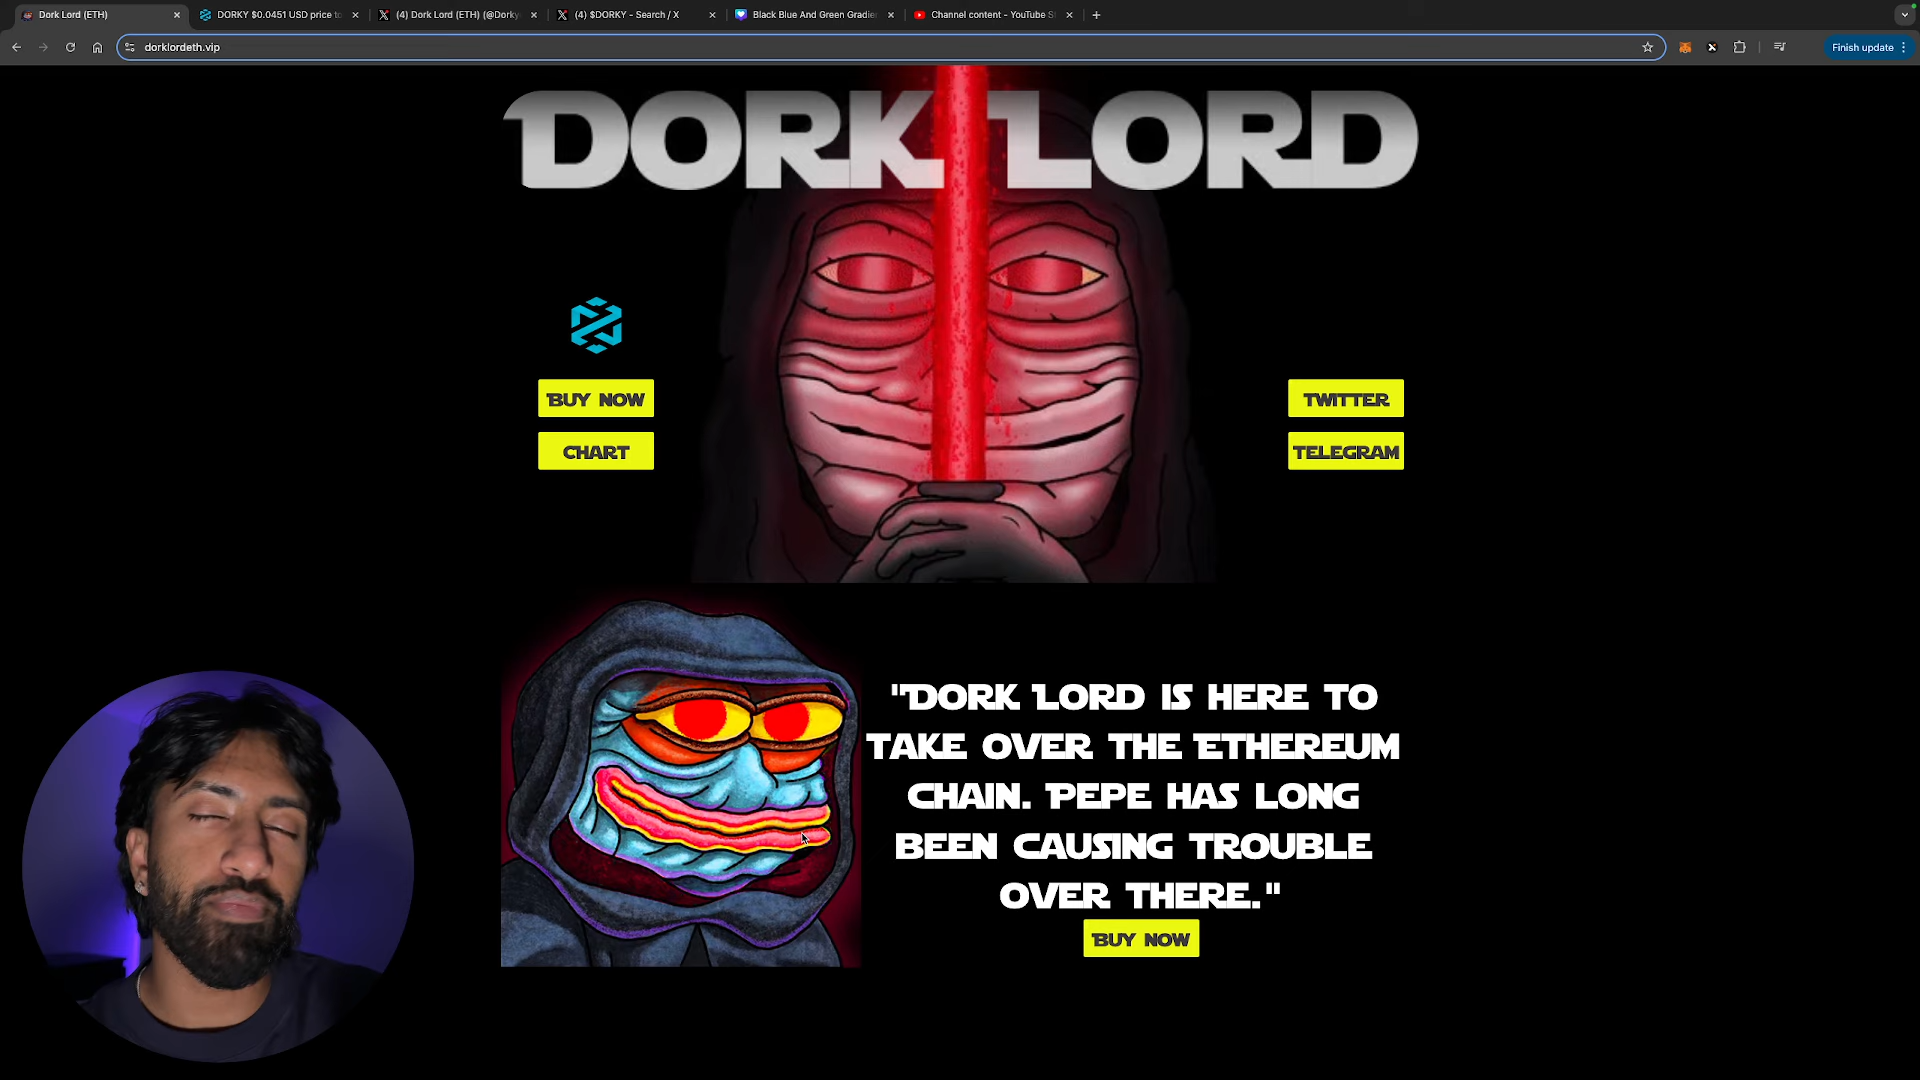 Dork Lord (ETH)
DORKY $0.0451 USD price to
(4) Dork Lord (ETH) (@Dorky
(4) $DORKY - Search / X
Black Blue And Green Gradie
Channel content - YouTube S
dorklordeth.vip
Finish update
DORK LORD
BUY NOW
CHART
TWITTER
TELEGRAM
"DORK LORD IS HERE TO
TAKE OVER THE ETHEREUM
CHAIN. PEPE HAS LONG
BEEN CAUSING TROUBLE
OVER THERE."
BUY NOW